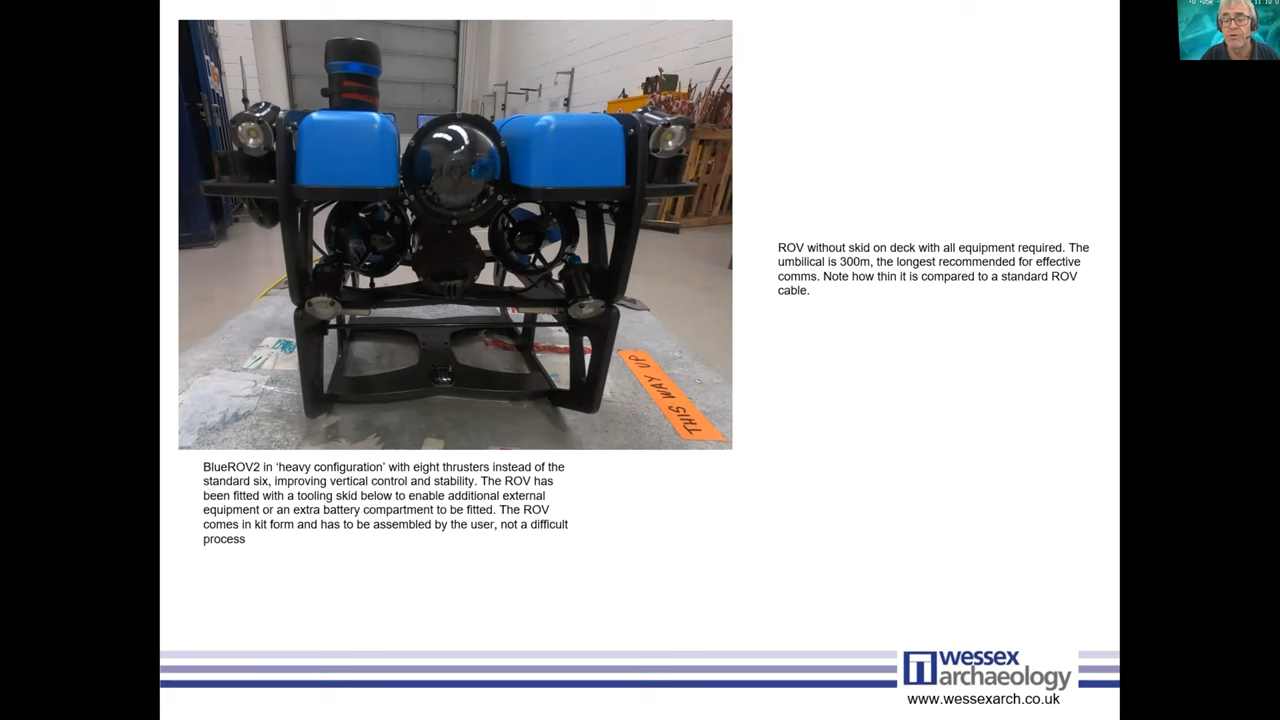 THIS WAY UP
BlueROV2 in ‘heavy configuration’ with eight thrusters instead of the
standard six, improving vertical control and stability. The ROV has
been fitted with a tooling skid below to enable additional external
equipment or an extra battery compartment to be fitted. The ROV
comes in kit form and has to be assembled by the user, not a difficult
process
ROV without skid on deck with all equipment required. The
umbilical is 300m, the longest recommended for effective
comms. Note how thin it is compared to a standard ROV
cable.
wessex
archaeology
www.wessexarch.co.uk